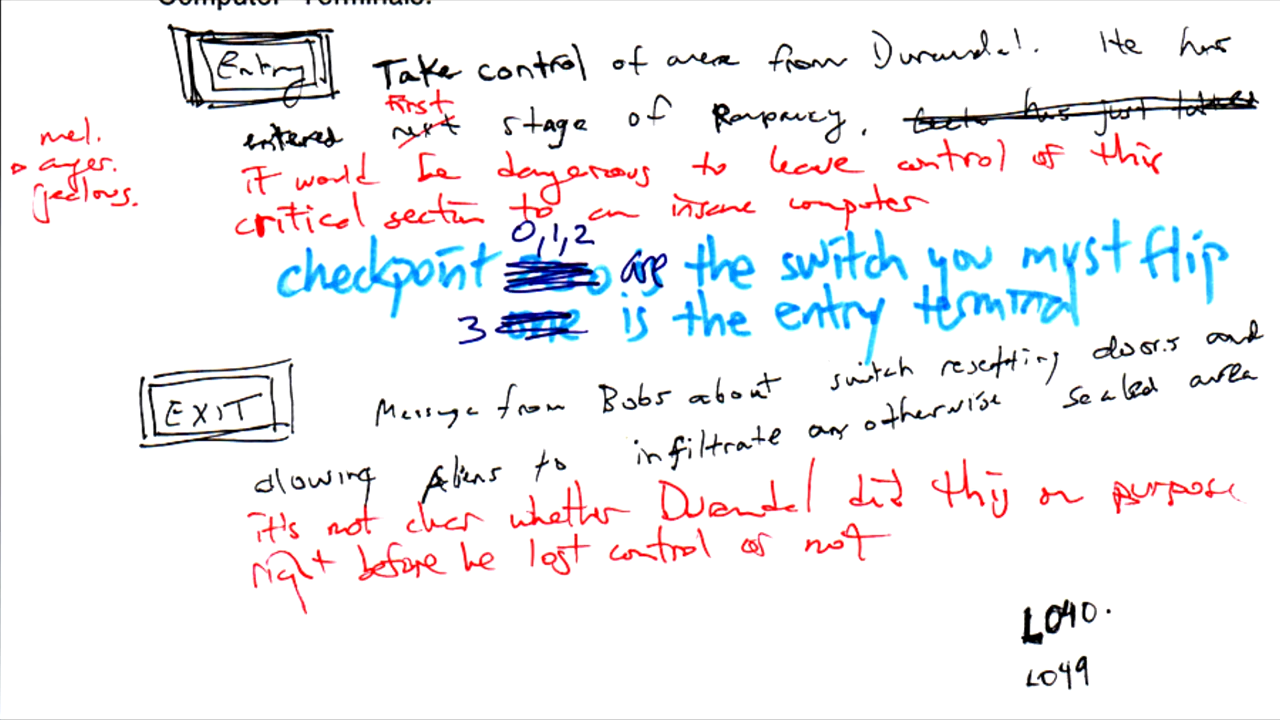 Computer Terminals.
Entry
Take control of area from Durandal. He has
first
entered next stage of Rampancy.
mel.
anger.
jealous.
it would be dangerous to leave control of this
critical section to an insane computer
0,1,2
checkpoint are the switch you must flip
3 one is the entry terminal
EXIT
Message from Bobs about switch resetting doors and
allowing Aliens to infiltrate an otherwise sealed area
it's not clear whether Durandal did this on purpose
right before he lost control or not
L040.
L049